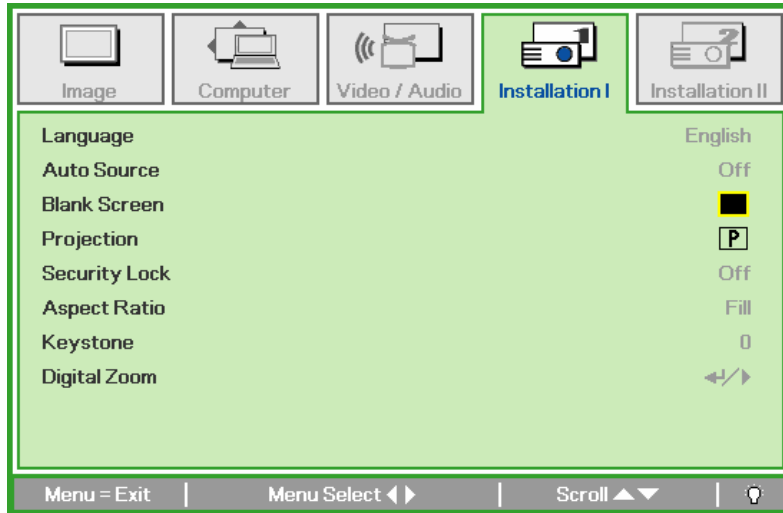 Image Computer Video / Audio Installation I Installation II
Language English
Auto Source Off
Blank Screen
Projection P
Security Lock Off
Aspect Ratio Fill
Keystone 0
Digital Zoom
Menu = Exit Menu Select Scroll